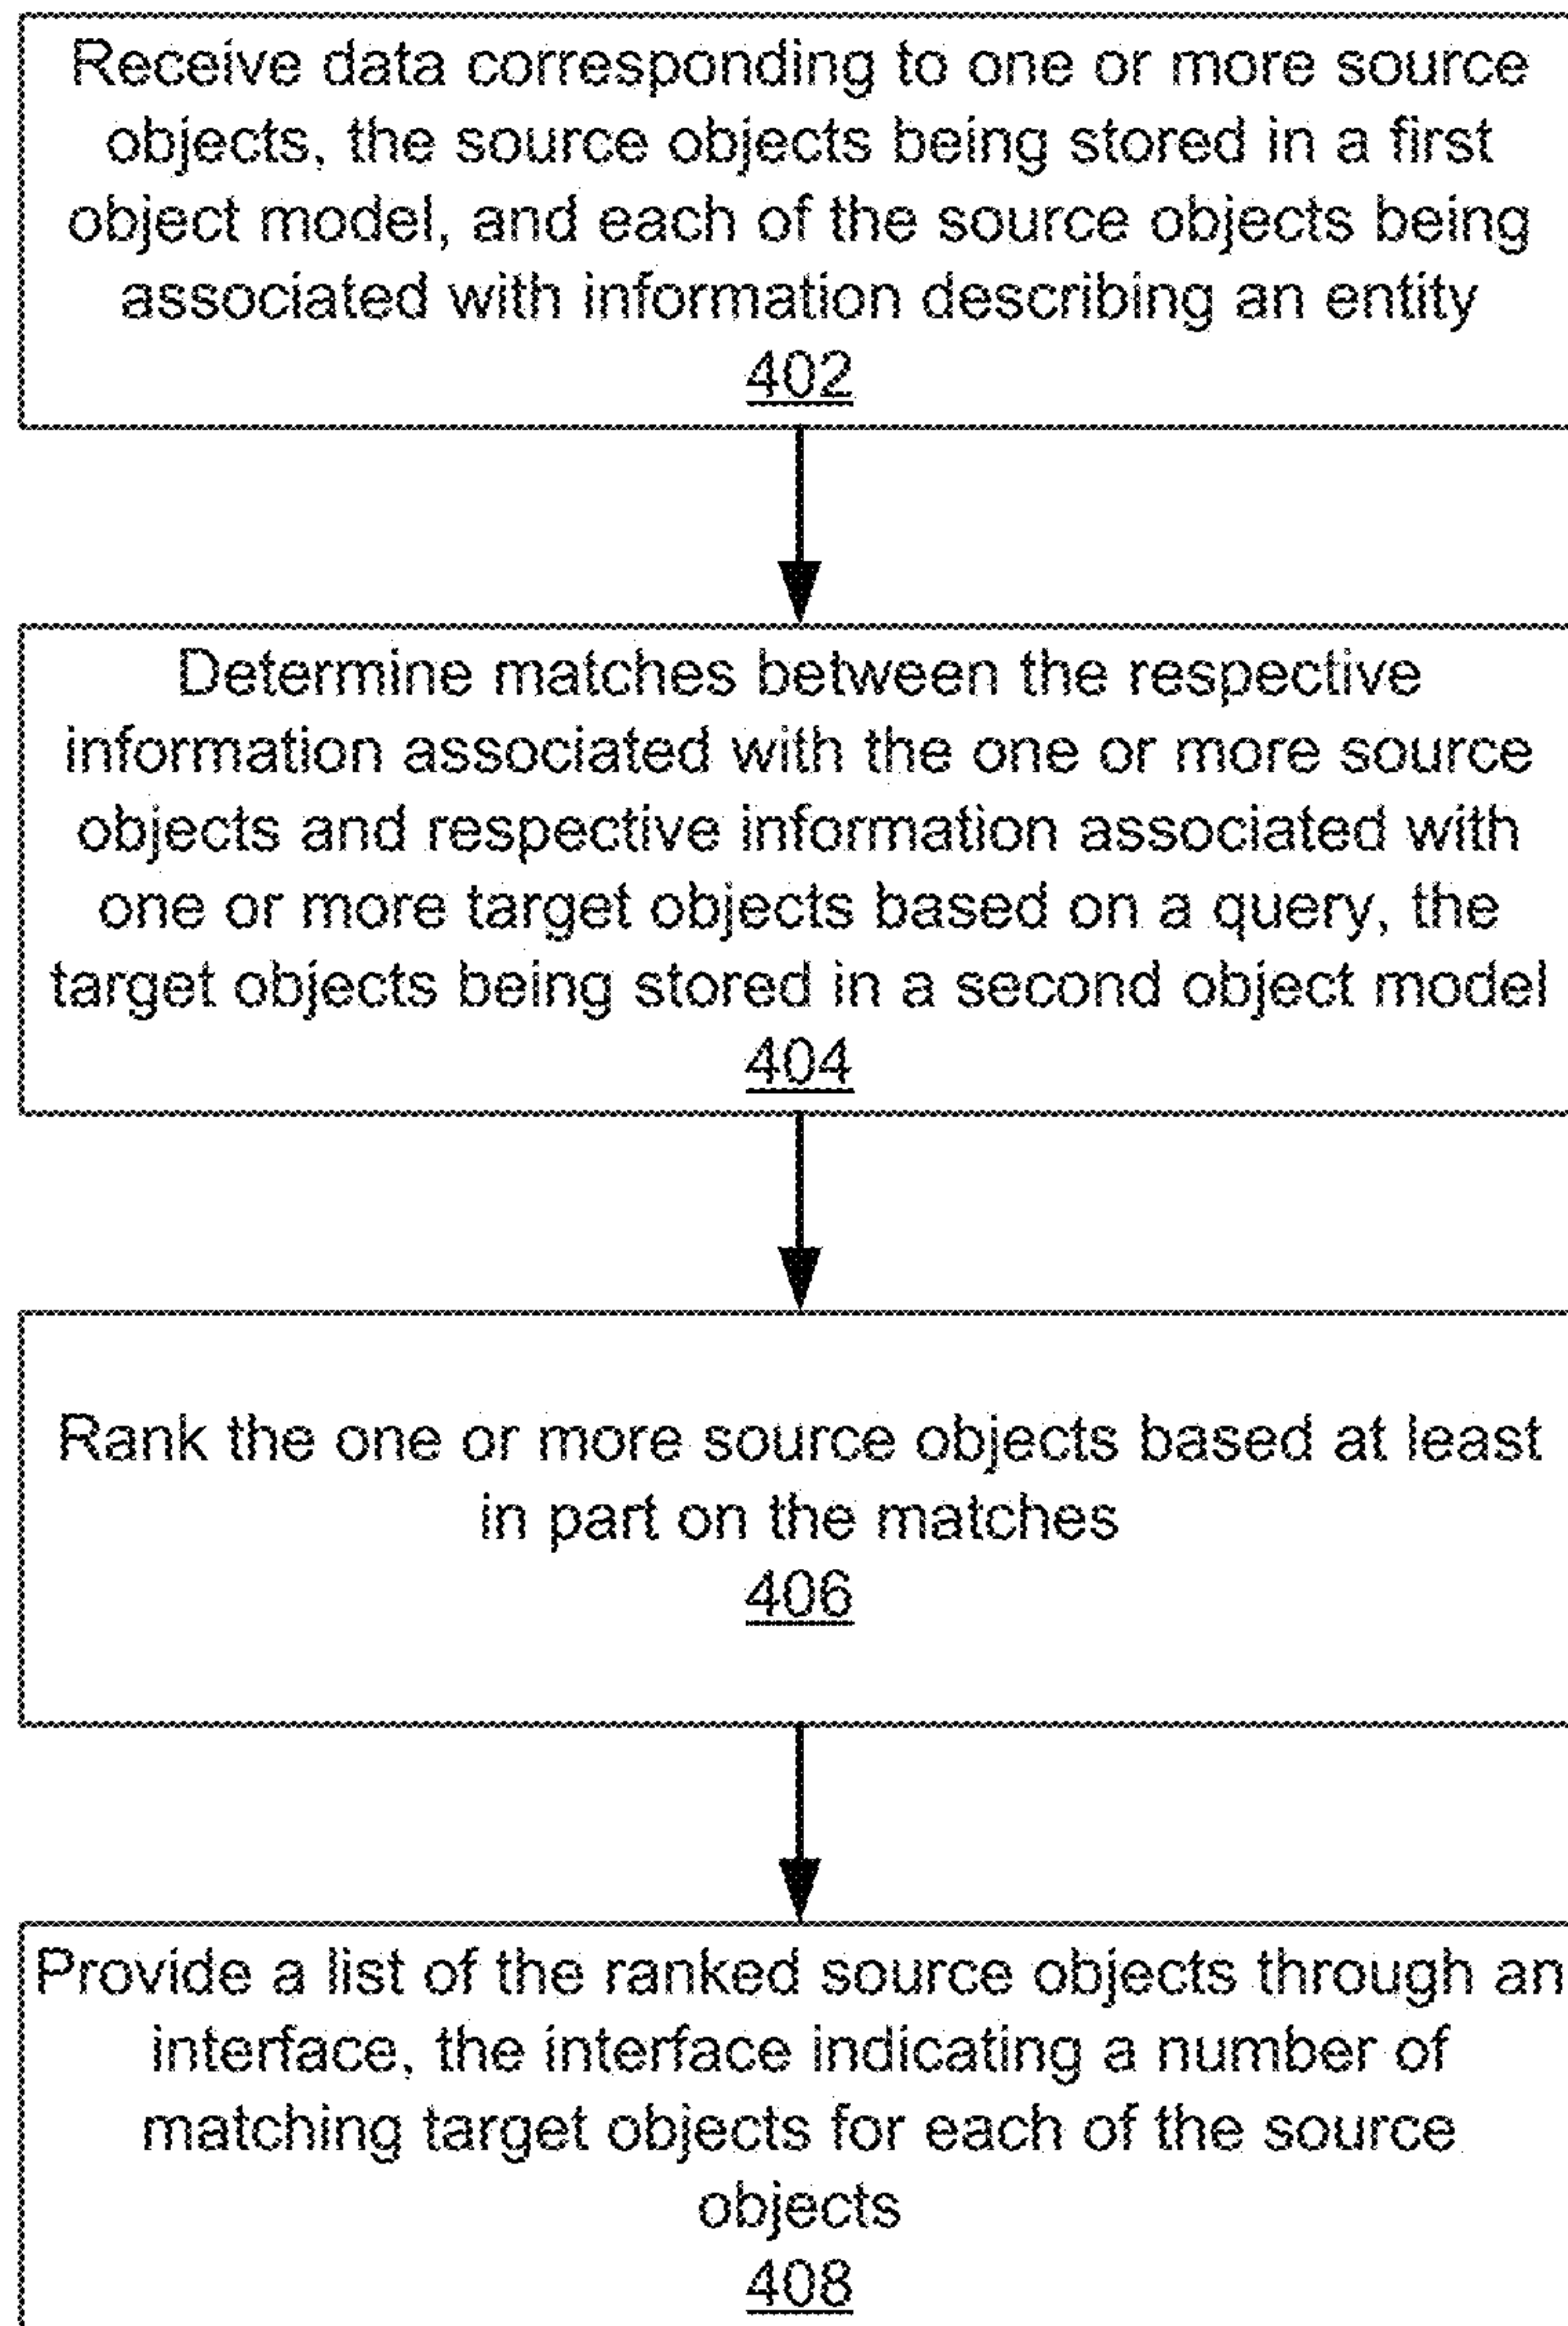 Receive data corresponding to one or more source
objects, the source objects being stored in a first
object model, and each of the source objects being
associated with information describing an entity
402
Determine matches between the respective
information associated with the one or more source
objects and respective information associated with
one or more target objects based on a query, the
target objects being stored in a second object model
404
Rank the one or more source objects based at least
in part on the matches
406
Provide a list of the ranked source objects through an
interface, the interface indicating a number of
matching target objects for each of the source
objects
408